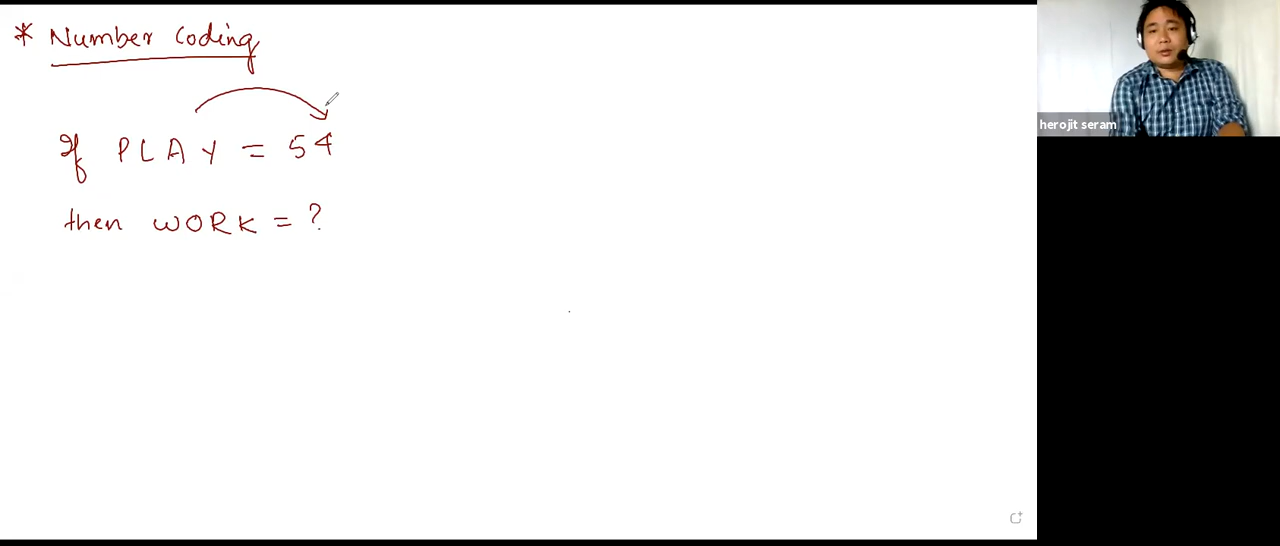 * Number Coding
If PLAY = 54
then WORK = ?
herojit seram